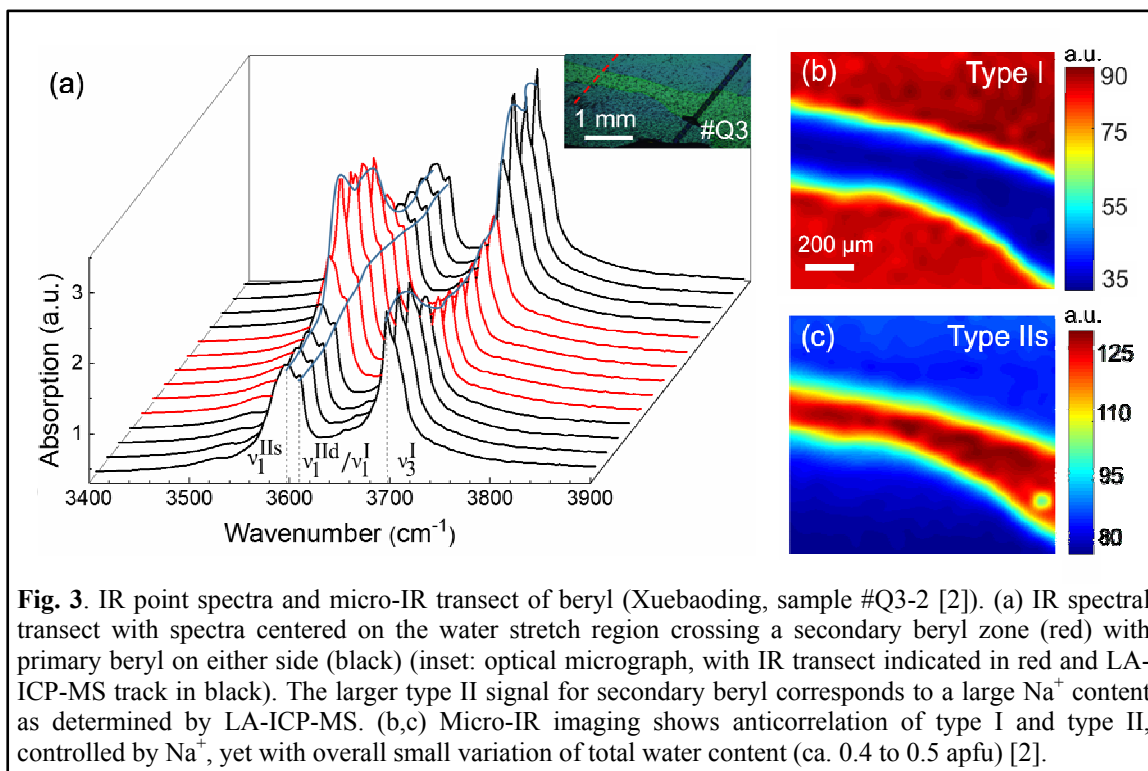 (a)
1 mm
#Q3
Absorption (a.u.)
3
2
1
ν₁ᴵᴵˢ
ν₁ᴵᴵᵈ/ν₁ᴵ
ν₃ᴵ
3400 3500 3600 3700 3800 3900
Wavenumber (cm⁻¹)
(b) Type I
200 µm
a.u.
90
75
55
45
35
(c) Type IIs
a.u.
125
110
95
80
Fig. 3. IR point spectra and micro-IR transect of beryl (Xuebaoding, sample #Q3-2 [2]). (a) IR spectral
transect with spectra centered on the water stretch region crossing a secondary beryl zone (red) with
primary beryl on either side (black) (inset: optical micrograph, with IR transect indicated in red and LA-
ICP-MS track in black). The larger type II signal for secondary beryl corresponds to a large Na⁺ content
as determined by LA-ICP-MS. (b,c) Micro-IR imaging shows anticorrelation of type I and type II,
controlled by Na⁺, yet with overall small variation of total water content (ca. 0.4 to 0.5 apfu) [2].